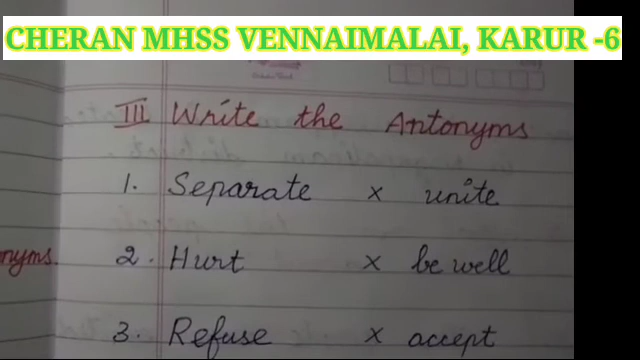 CHERAN MHSS VENNAIMALAI, KARUR -6
III Write the Antonyms
1. Separate x unite
onyms.
2. Hurt x be well
3. Refuse x accept